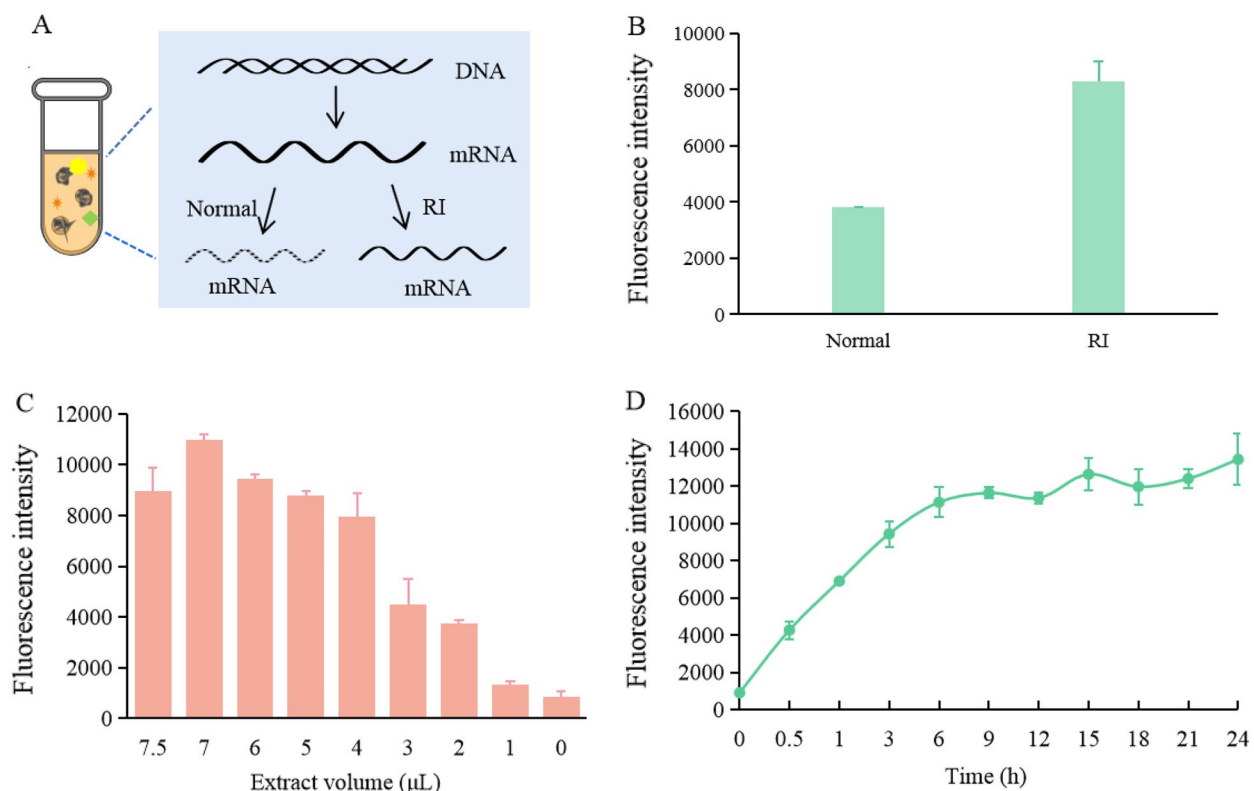 A
DNA
mRNA
Normal
RI
mRNA
mRNA
B
Fluorescence intensity
10000
8000
6000
4000
2000
0
Normal
RI
C
Fluorescence intensity
12000
10000
8000
6000
4000
2000
0
7.5 7 6 5 4 3 2 1 0
Extract volume (μL)
D
Fluorescence intensity
16000
14000
12000
10000
8000
6000
4000
2000
0
0 0.5 1 3 6 9 12 15 18 21 24
Time (h)